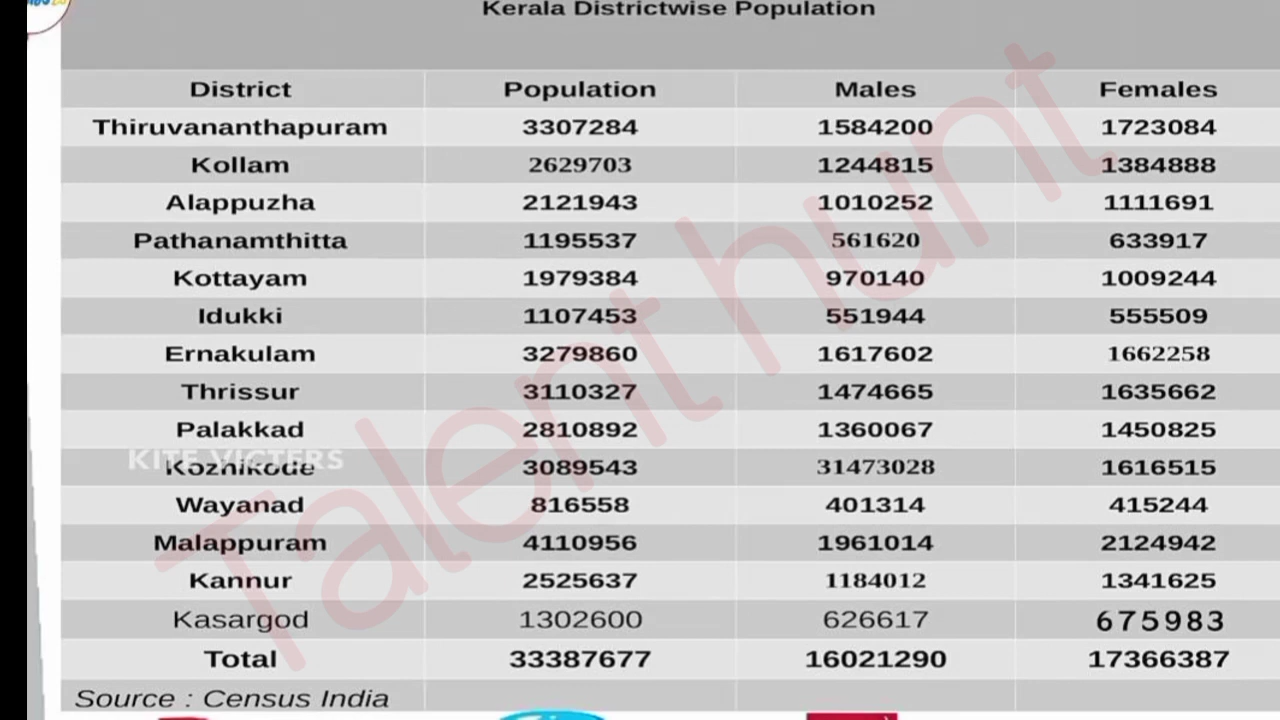 Kerala Districtwise Population
District Population Males Females
Thiruvananthapuram 3307284 1584200 1723084
Kollam 2629703 1244815 1384888
Alappuzha 2121943 1010252 1111691
Pathanamthitta 1195537 561620 633917
Kottayam 1979384 970140 1009244
Idukki 1107453 551944 555509
Ernakulam 3279860 1617602 1662258
Thrissur 3110327 1474665 1635662
Palakkad 2810892 1360067 1450825
KITE VICTERS
Kozhikode 3089543 31473028 1616515
Wayanad 816558 401314 415244
Malappuram 4110956 1961014 2124942
Kannur 2525637 1184012 1341625
Kasargod 1302600 626617 675983
Total 33387677 16021290 17366387
Source : Census India
Talent hunt